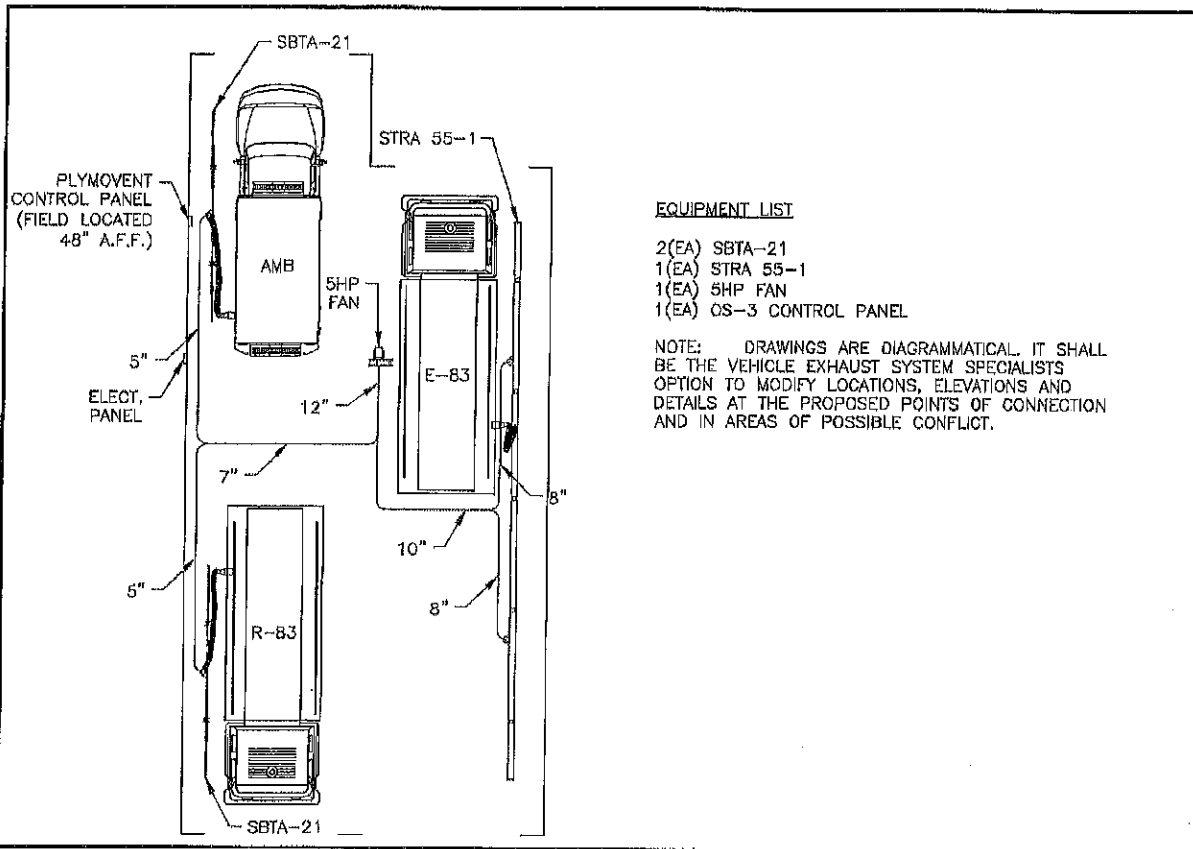 SBTA-21
STRA 55-1
PLYMOVENT
CONTROL PANEL
(FIELD LOCATED
48" A.F.F.)
AMB
5HP
FAN
E-83
5"
ELECT.
PANEL
12"
7"
8"
10"
5"
8"
R-83
SBTA-21
EQUIPMENT LIST
2(EA) SBTA-21
1(EA) STRA 55-1
1(EA) 5HP FAN
1(EA) OS-3 CONTROL PANEL
NOTE: DRAWINGS ARE DIAGRAMMATICAL. IT SHALL
BE THE VEHICLE EXHAUST SYSTEM SPECIALISTS
OPTION TO MODIFY LOCATIONS, ELEVATIONS AND
DETAILS AT THE PROPOSED POINTS OF CONNECTION
AND IN AREAS OF POSSIBLE CONFLICT.